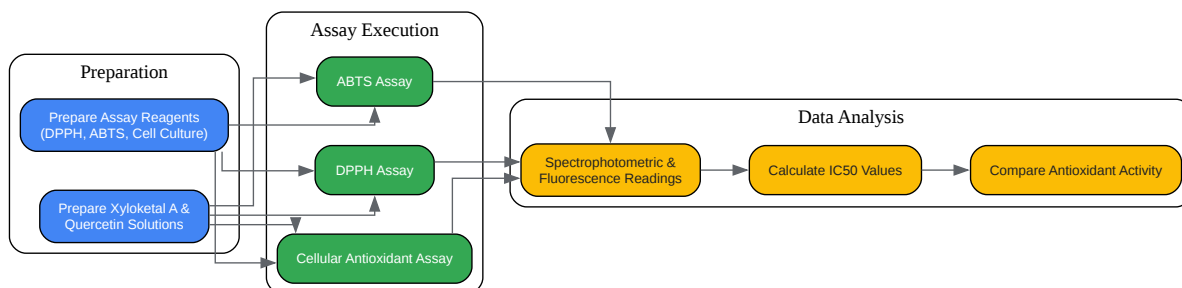 Preparation
Prepare Assay Reagents
(DPPH, ABTS, Cell Culture)
Prepare Xyloketal A &
Quercetin Solutions
Assay Execution
ABTS Assay
DPPH Assay
Cellular Antioxidant Assay
Data Analysis
Spectrophotometric &
Fluorescence Readings
Calculate IC50 Values
Compare Antioxidant Activity